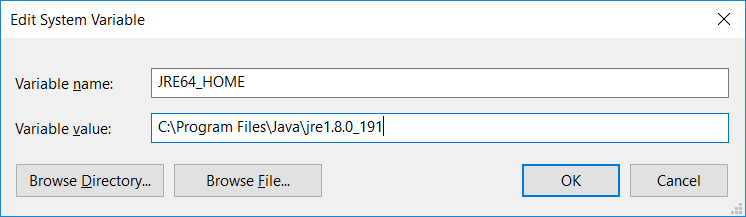 Edit System Variable
Variable name: JRE64_HOME
Variable value: C:\Program Files\Java\jre1.8.0_191
Browse Directory... Browse File... OK Cancel